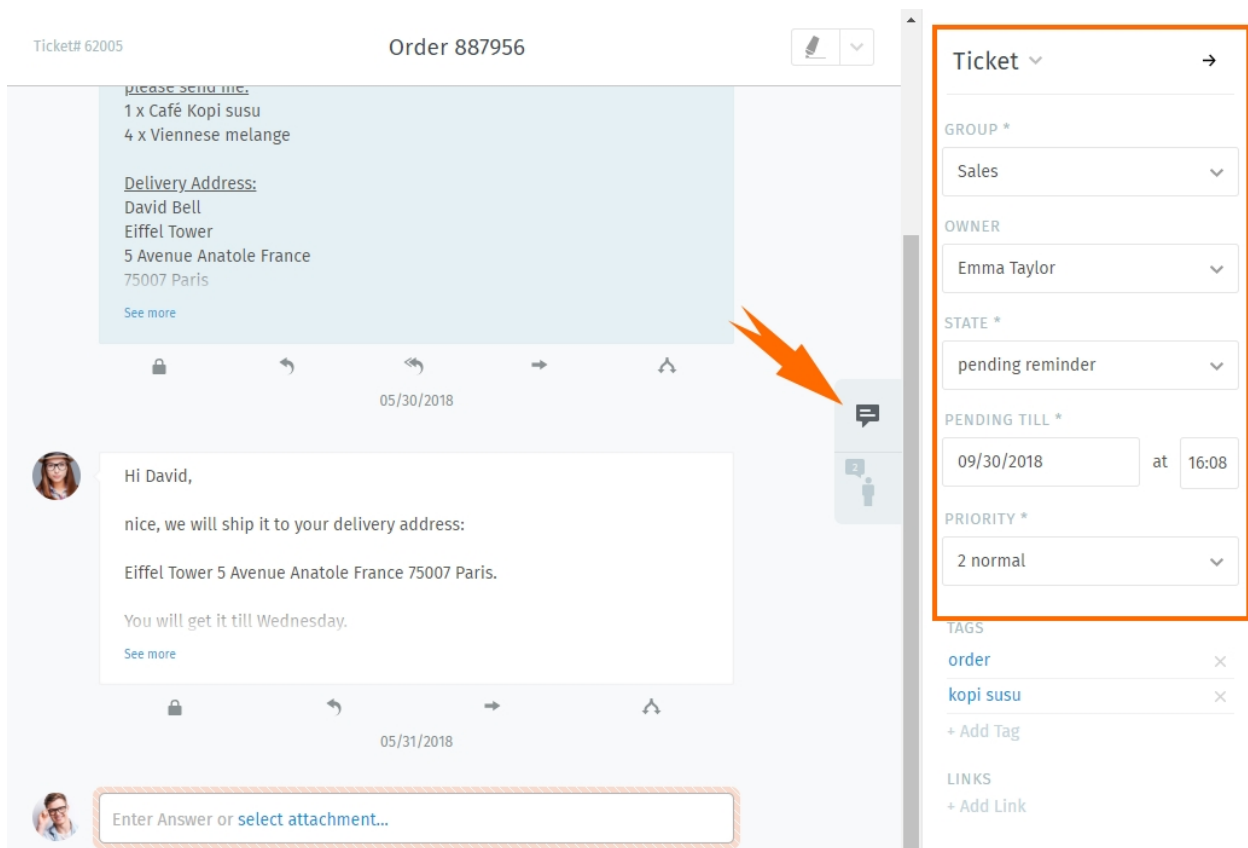 Ticket# 62005
Order 887956
please send me:
1 x Café Kopi susu
4 x Viennese melange
Delivery Address:
David Bell
Eiffel Tower
5 Avenue Anatole France
75007 Paris
See more
05/30/2018
Hi David,
nice, we will ship it to your delivery address:
Eiffel Tower 5 Avenue Anatole France 75007 Paris.
You will get it till Wednesday.
See more
05/31/2018
Enter Answer or select attachment...
2
Ticket
GROUP *
Sales
OWNER
Emma Taylor
STATE *
pending reminder
PENDING TILL *
09/30/2018 at 16:08
PRIORITY *
2 normal
TAGS
order
kopi susu
+ Add Tag
LINKS
+ Add Link